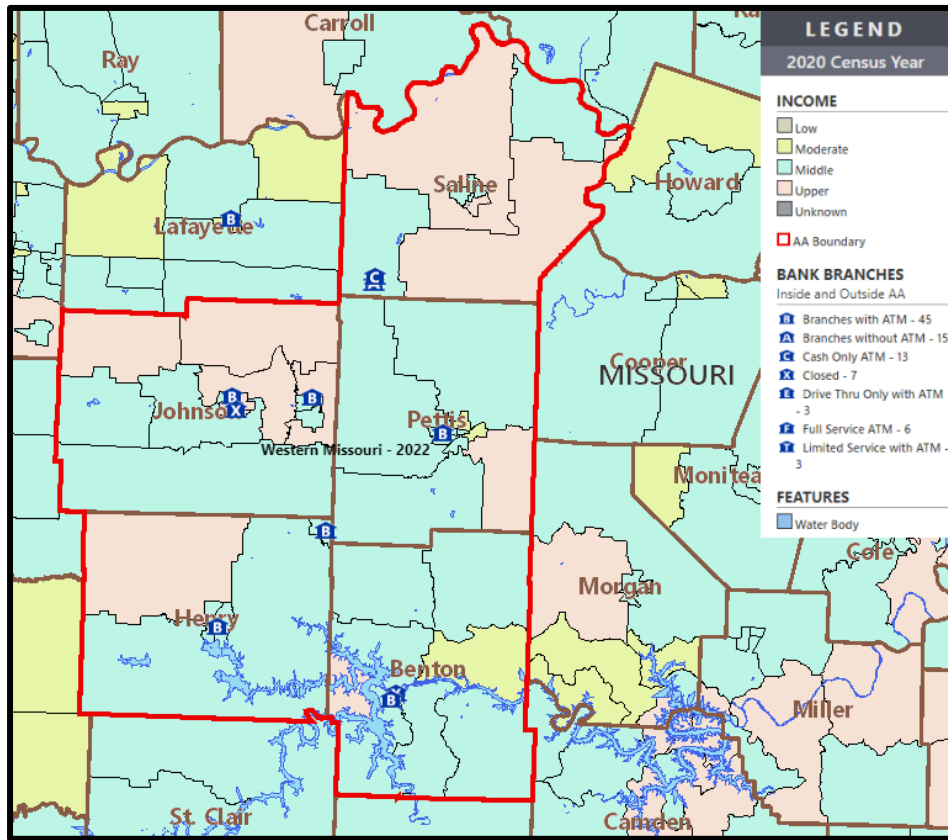 Carroll
Ra
Ray
Saline
Howard
Lafayette
C
B
Cooper
MISSOURI
Johnso
B
X
B
Pettis
B
Western Missouri - 2022
Monitea
B
Cole
Morgan
Henry
B
Benton
B
Miller
St. Clair
Camden
LEGEND
2020 Census Year
INCOME
Low
Moderate
Middle
Upper
Unknown
AA Boundary
BANK BRANCHES
Inside and Outside AA
B Branches with ATM - 45
A Branches without ATM - 15
C Cash Only ATM - 13
X Closed - 7
E Drive Thru Only with ATM
- 3
F Full Service ATM - 6
T Limited Service with ATM -
3
FEATURES
Water Body